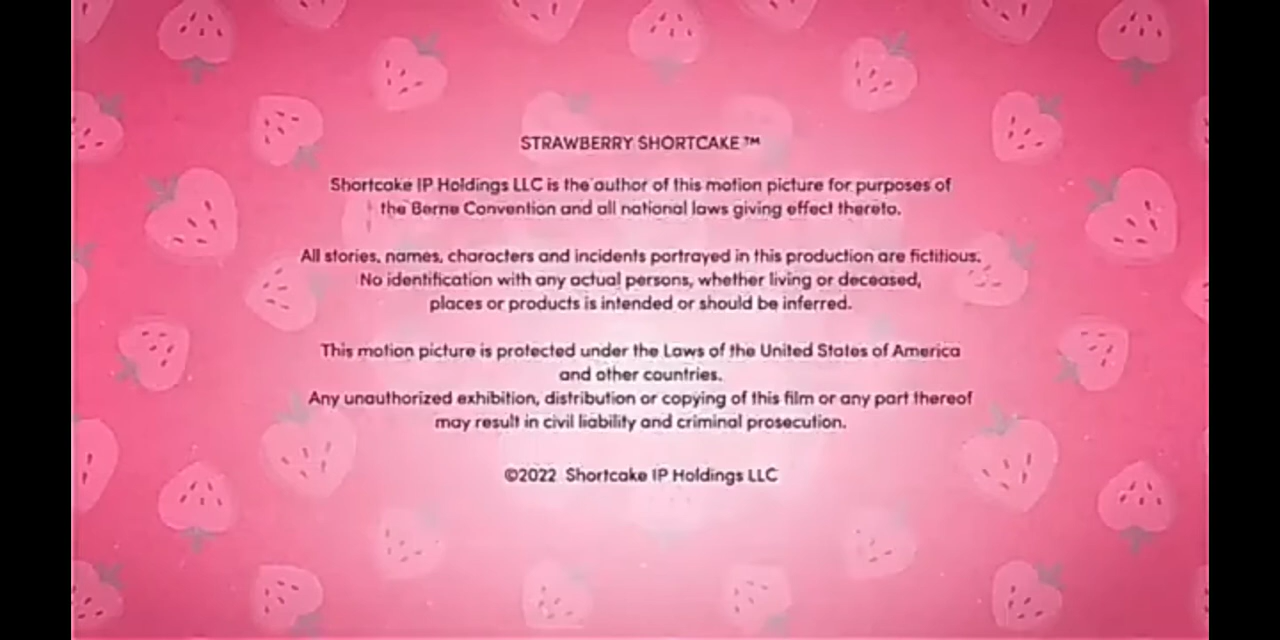 STRAWBERRY SHORTCAKE ™
Shortcake IP Holdings LLC is the author of this motion picture for purposes of
the Berne Convention and all national laws giving effect thereto.
All stories, names, characters and incidents portrayed in this production are fictitious.
No identification with any actual persons, whether living or deceased,
places or products is intended or should be inferred.
This motion picture is protected under the Laws of the United States of America
and other countries.
Any unauthorized exhibition, distribution or copying of this film or any part thereof
may result in civil liability and criminal prosecution.
©2022 Shortcake IP Holdings LLC